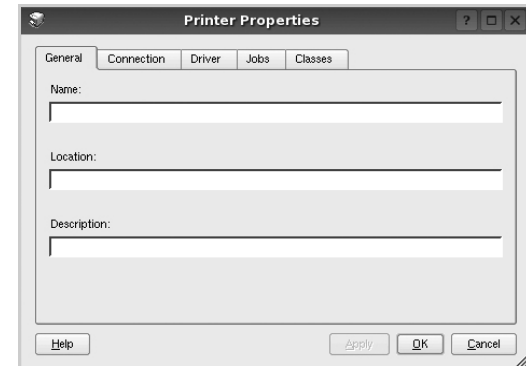 Printer Properties
General Connection Driver Jobs Classes
Name:
Location:
Description:
Help Apply OK Cancel